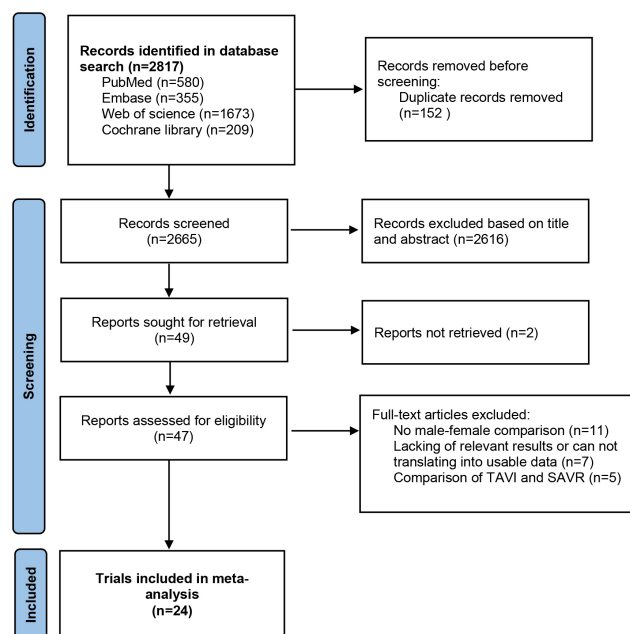 Identification
Records identified in database
search (n=2817)
PubMed (n=580)
Embase (n=355)
Web of science (n=1673)
Cochrane library (n=209)
Records removed before
screening:
Duplicate records removed
(n=152 )
Screening
Records screened
(n=2665)
Records excluded based on title
and abstract (n=2616)
Reports sought for retrieval
(n=49)
Reports not retrieved (n=2)
Reports assessed for eligibility
(n=47)
Full-text articles excluded:
No male-female comparison (n=11)
Lacking of relevant results or can not
translating into usable data (n=7)
Comparison of TAVI and SAVR (n=5)
Included
Trials included in meta-
analysis
(n=24)